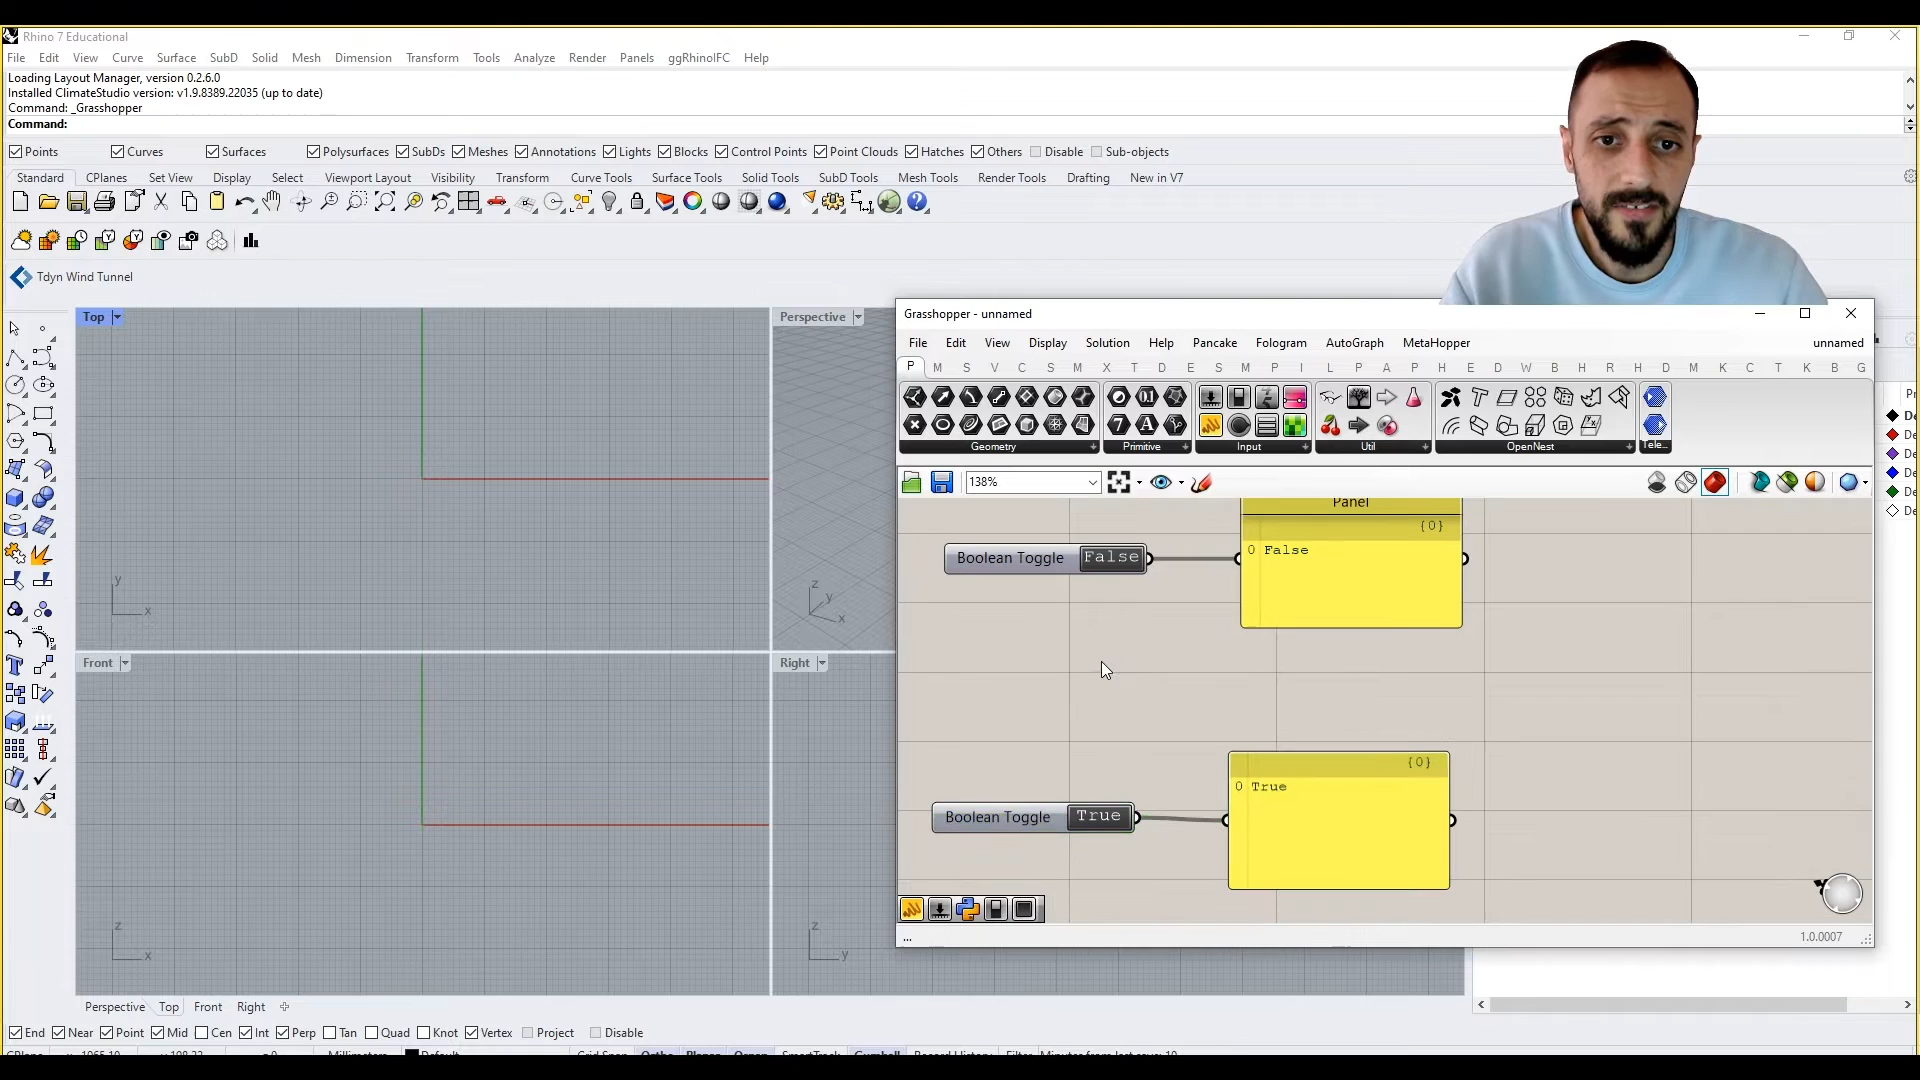 Rhino 7 Educational
File Edit View Curve Surface SubD Solid Mesh Dimension Transform Tools Analyze Render Panels ggRhinoIFC Help
Loading Layout Manager, version 0.2.6.0
Installed ClimateStudio version: v1.9.8389.22035 (up to date)
Command: _Grasshopper
Command:
Points Curves Surfaces Polysurfaces SubDs Meshes Annotations Lights Blocks Control Points Point Clouds Hatches Others Disable Sub-objects
Standard CPlanes Set View Display Select Viewport Layout Visibility Transform Curve Tools Surface Tools Solid Tools SubD Tools Mesh Tools Render Tools Drafting New in V7
Tdyn Wind Tunnel
Top
Perspective
Grasshopper - unnamed
File Edit View Display Solution Help Pancake Fologram AutoGraph MetaHopper unnamed
P M S V C S M X T D E S M P I L P A P H E D W B H R D M K C T K B G
Geometry Primitive Input Util OpenNest Tele...
138%
Panel
{0}
Boolean Toggle False
0 False
{0}
0 True
Boolean Toggle True
y
x
z
y
x
Front
Right
z
x
z
y
...
1.0.0007
Perspective Top Front Right
End Near Point Mid Cen Int Perp Tan Quad Knot Vertex Project Disable